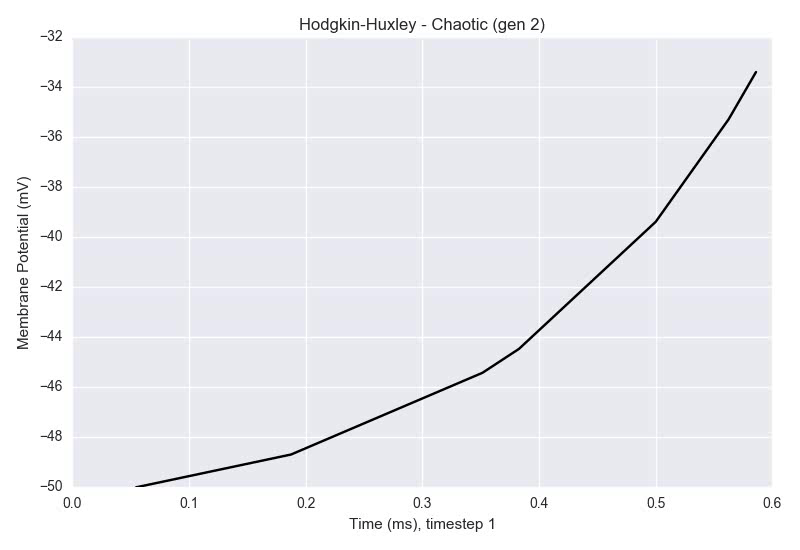 Hodgkin-Huxley - Chaotic (gen 2)
−32
−34
−36
−38
−40
−42
−44
−46
−48
−50
Membrane Potential (mV)
0.0 0.1 0.2 0.3 0.4 0.5 0.6
Time (ms), timestep 1